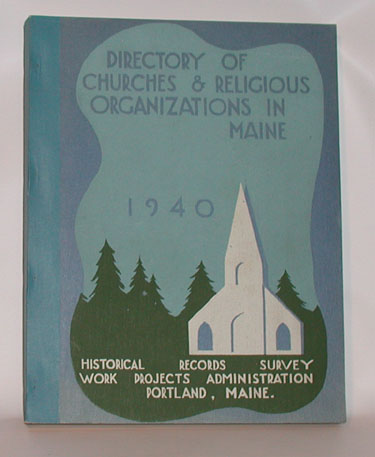 DIRECTORY OF
CHURCHES & RELIGIOUS
ORGANIZATIONS IN
MAINE
1940
HISTORICAL RECORDS SURVEY
WORK PROJECTS ADMINISTRATION
PORTLAND, MAINE.